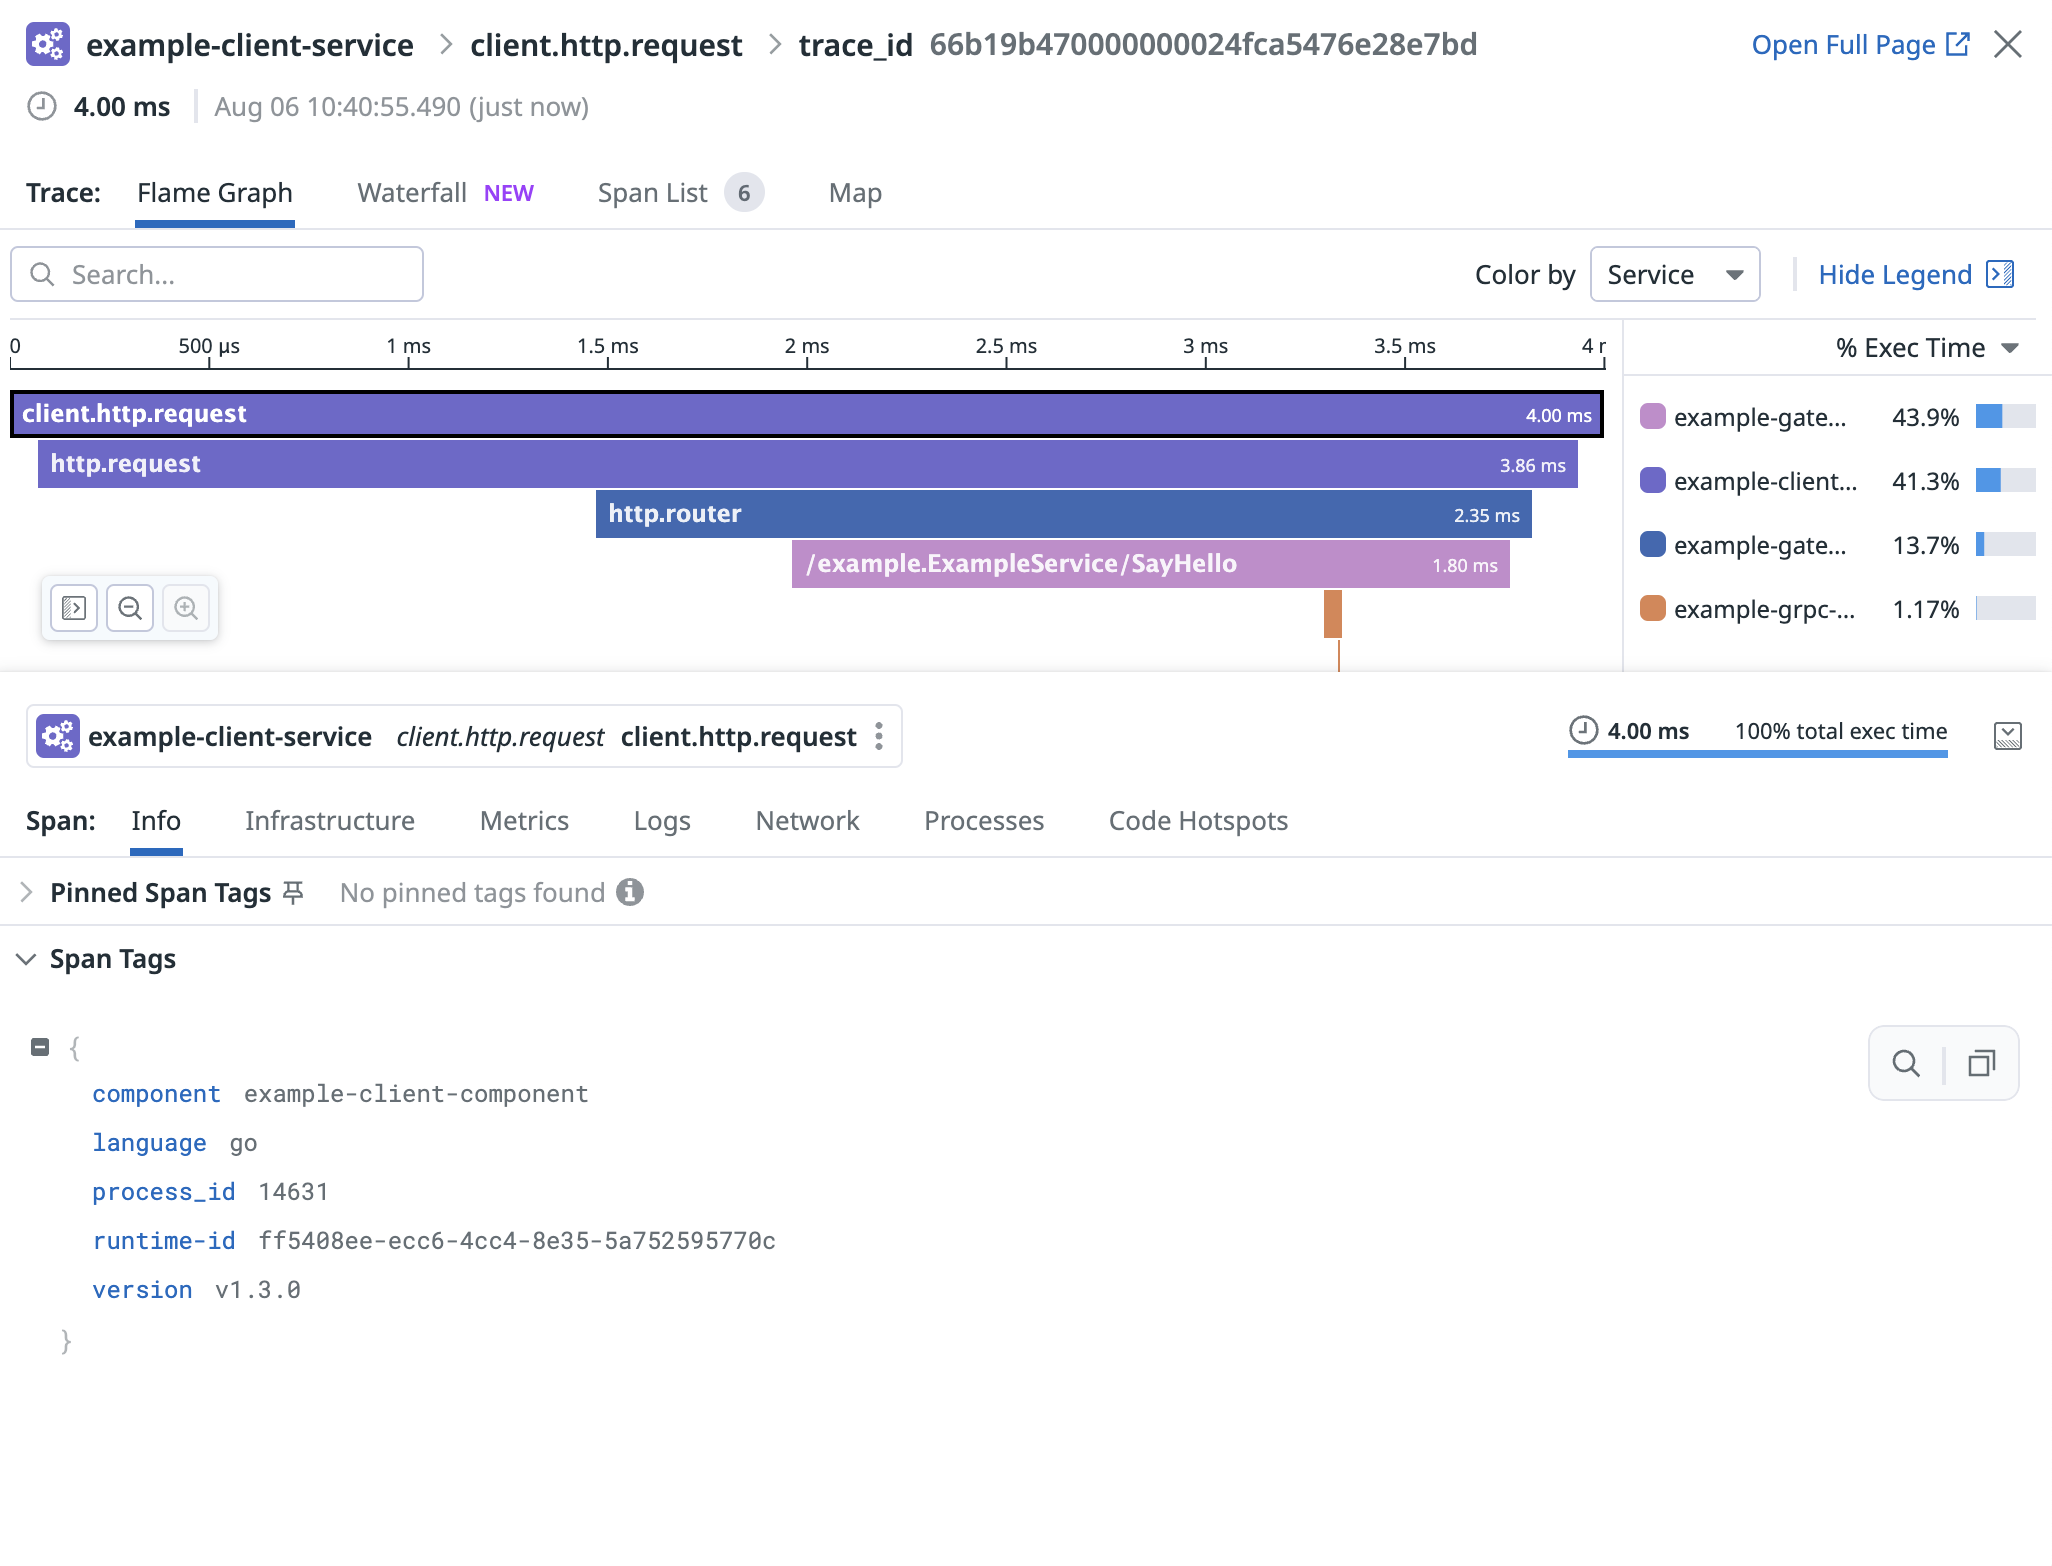 example-client-service > client.http.request > trace_id 66b19b470000000024fca5476e28e7bd Open Full Page
4.00 ms Aug 06 10:40:55.490 (just now)
Trace: Flame Graph Waterfall NEW Span List 6 Map
Search... Color by Service Hide Legend
0 500 µs 1 ms 1.5 ms 2 ms 2.5 ms 3 ms 3.5 ms 4 % Exec Time
client.http.request 4.00 ms
example-gate... 43.9%
http.request 3.86 ms
example-client... 41.3%
http.router 2.35 ms
example-gate... 13.7%
/example.ExampleService/SayHello 1.80 ms
example-grpc-... 1.17%
example-client-service client.http.request client.http.request 4.00 ms 100% total exec time
Span: Info Infrastructure Metrics Logs Network Processes Code Hotspots
Pinned Span Tags No pinned tags found
Span Tags
{
component example-client-component
language go
process_id 14631
runtime-id ff5408ee-ecc6-4cc4-8e35-5a752595770c
version v1.3.0
}